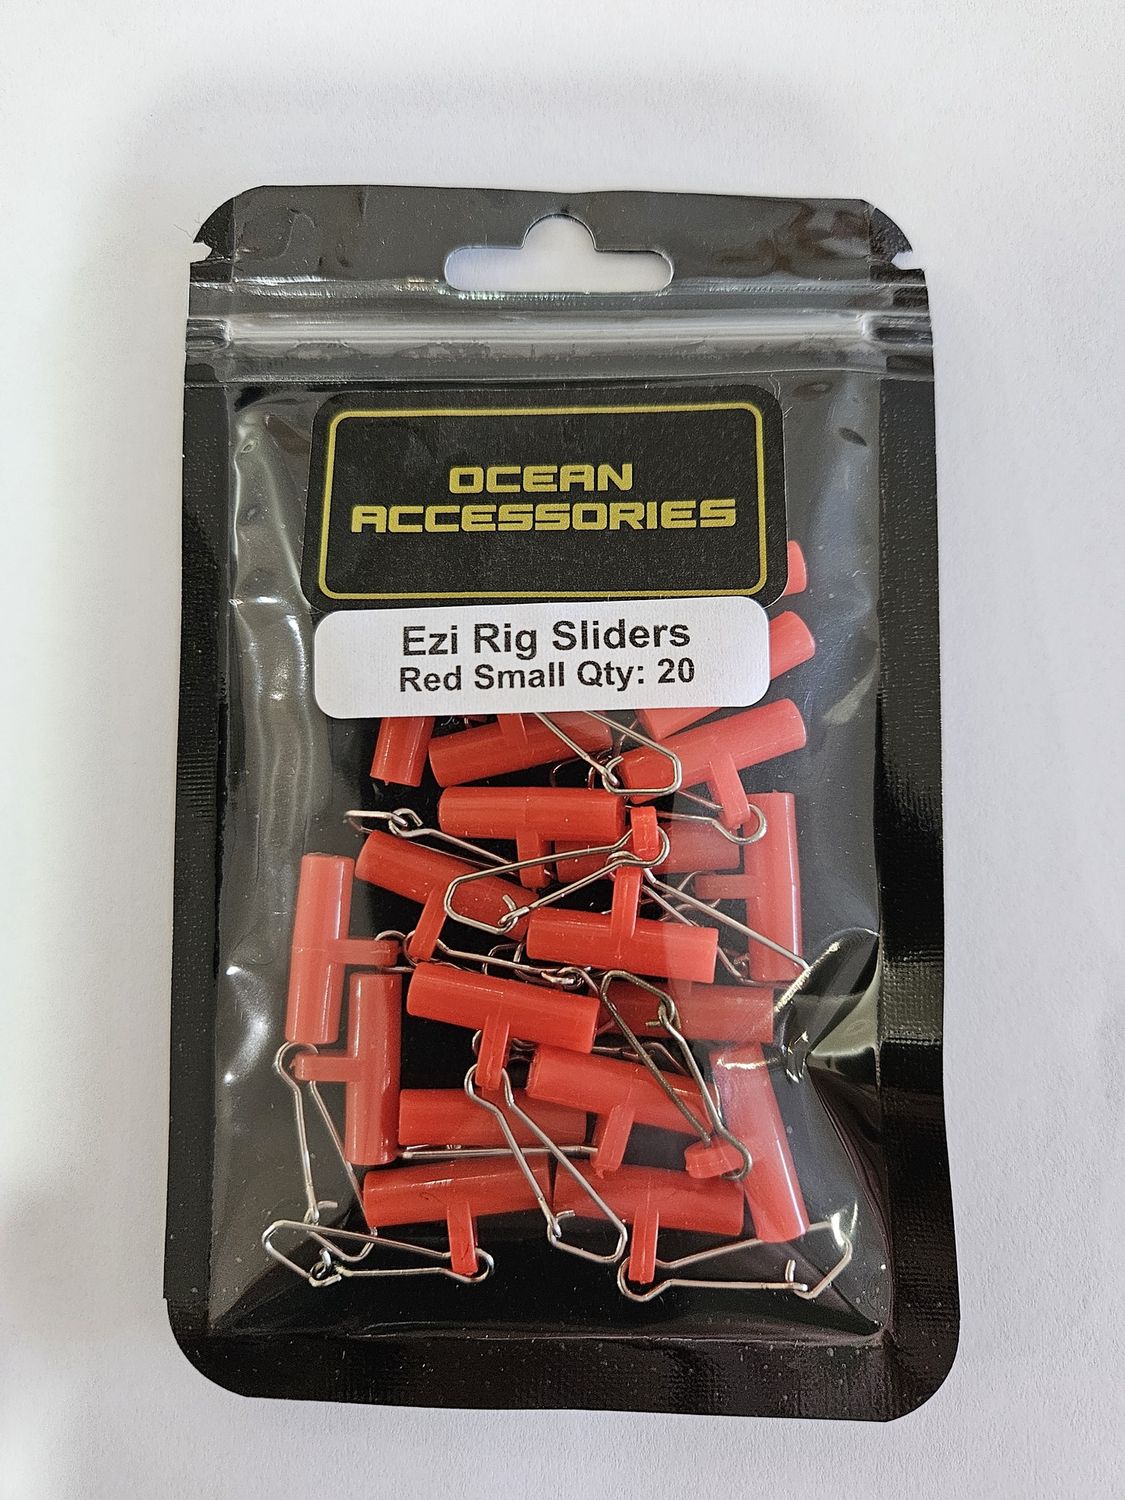 OCEAN
ACCESSORIES
Ezi Rig Sliders
Red Small Qty: 20